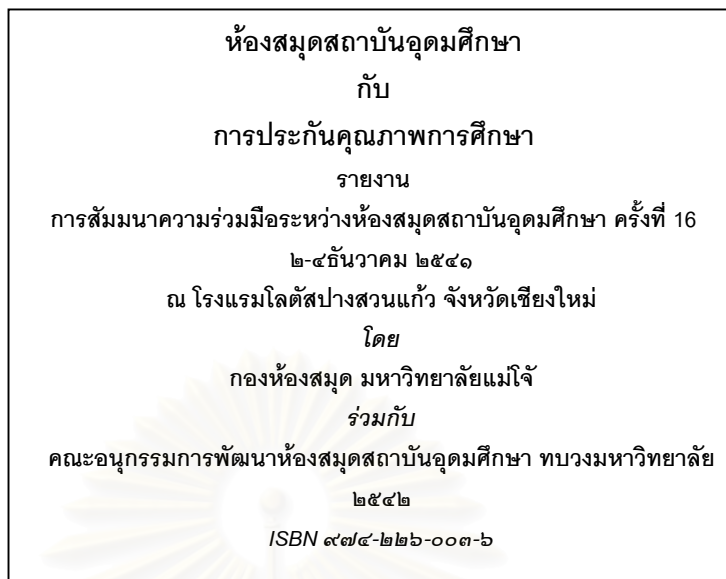 ห้องสมุดสถาบันอุดมศึกษา
กับ
การประกันคุณภาพการศึกษา
รายงาน
การสัมมนาความร่วมมือระหว่างห้องสมุดสถาบันอุดมศึกษา ครั้งที่ 16
๒-๔ธันวาคม ๒๕๔๑
ณ โรงแรมโลตัสปางสวนแก้ว จังหวัดเชียงใหม่
โดย
กองห้องสมุด มหาวิทยาลัยแม่โจ้
ร่วมกับ
คณะอนุกรรมการพัฒนาห้องสมุดสถาบันอุดมศึกษา ทบวงมหาวิทยาลัย
๒๕๔๒
ISBN ๙๗๔-๒๒๖-๐๐๓-๖